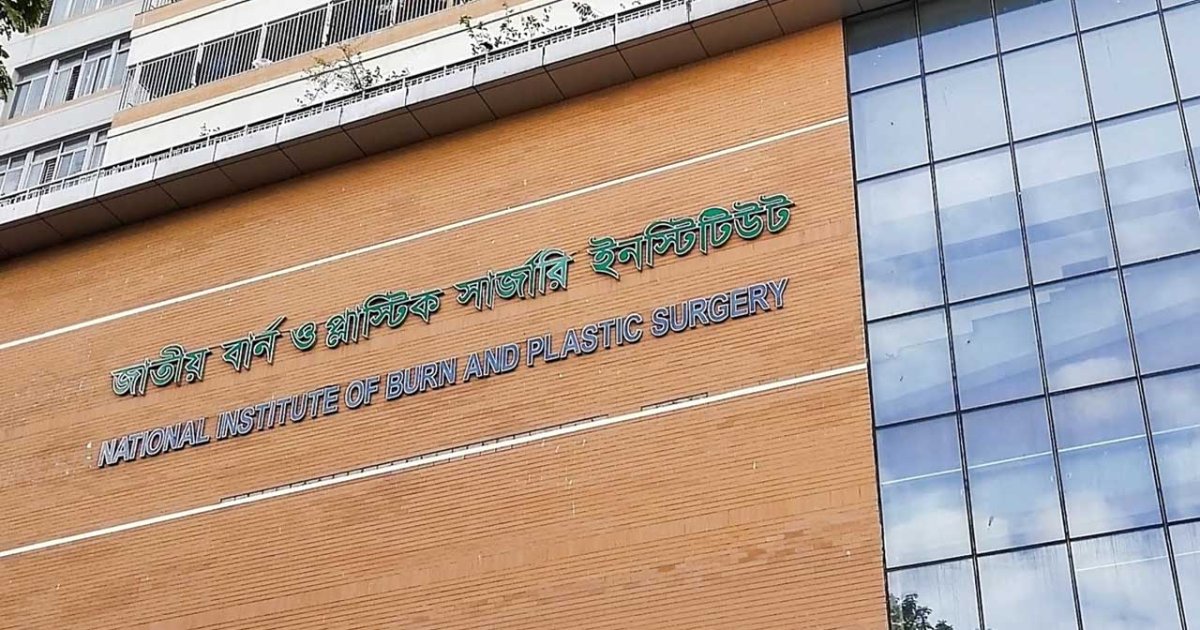 জাতীয় বার্ন ও প্লাস্টিক সার্জারি ইনস্টিটিউট
NATIONAL INSTITUTE OF BURN AND PLASTIC SURGERY